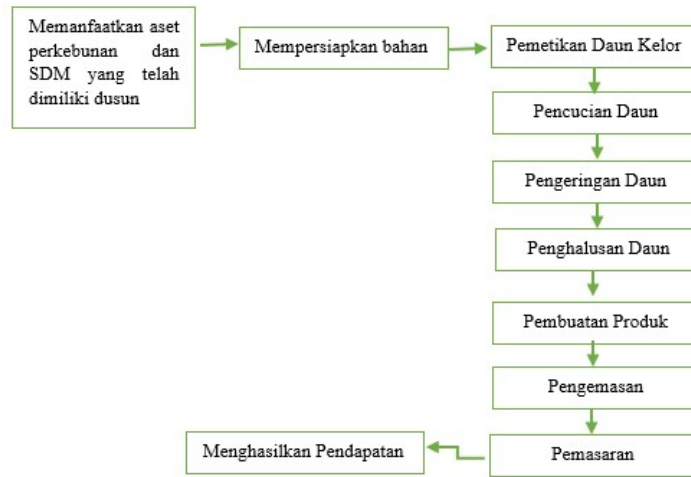 Memanfaatkan aset
perkebunan dan
SDM yang telah
dimiliki dusun
Mempersiapkan bahan
Pemetikan Daun Kelor
Pencucian Daun
Pengeringan Daun
Penghalusan Daun
Pembuatan Produk
Pengemasan
Pemasaran
Menghasilkan Pendapatan